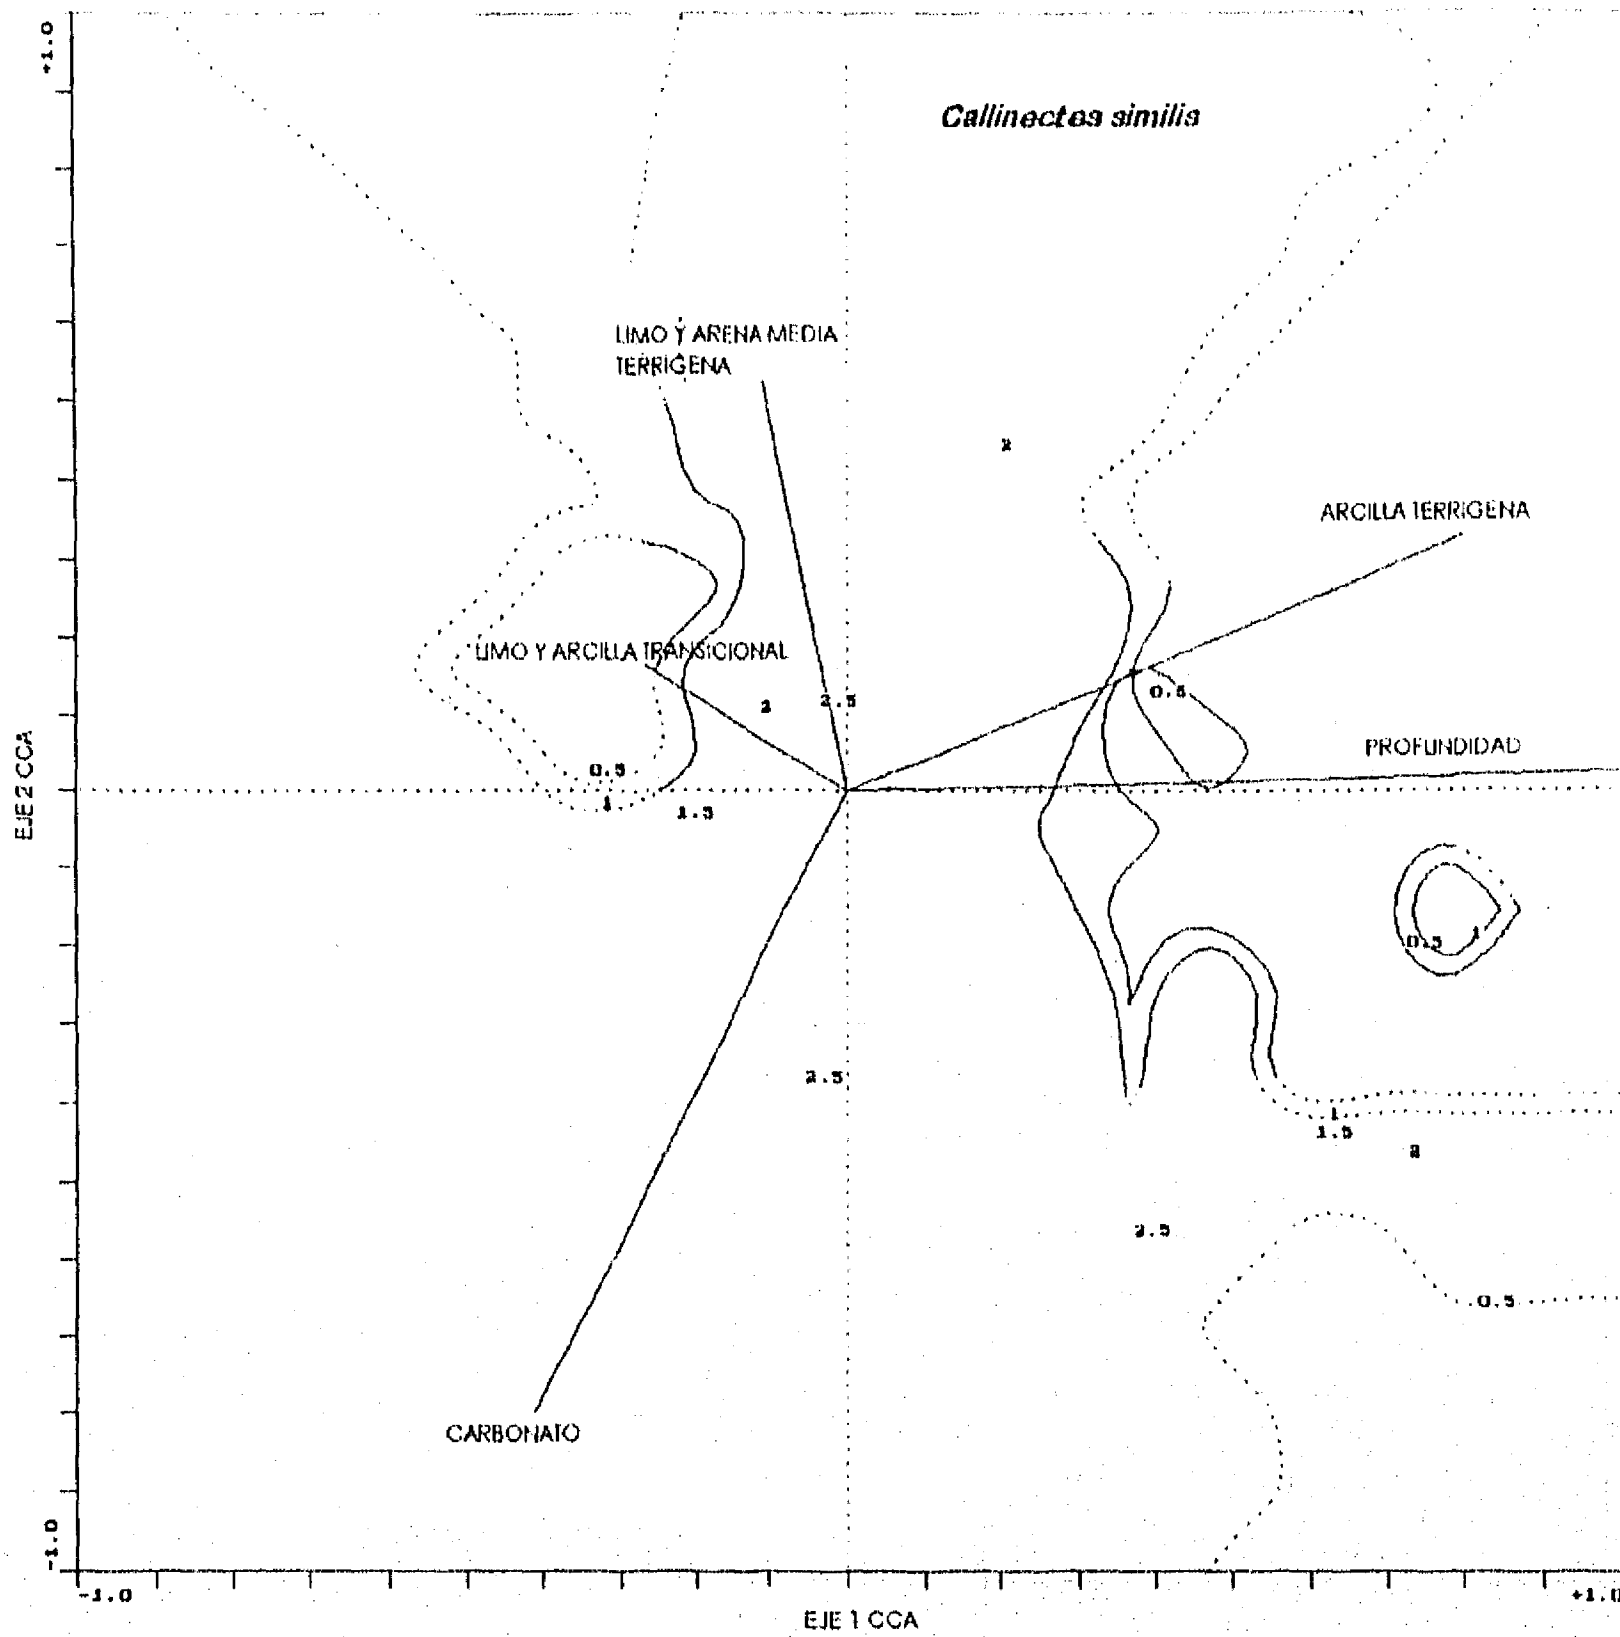 +1.0
Callinectes similis
LIMO Y ARENA MEDIA
TERRIGENA
2
ARCILLA TERRIGENA
LIMO Y ARCILLA TRANSICIONAL
0.5
2
2.5
PROFUNDIDAD
0.5
1
1.5
EJE 2 CCA
0.5
1
2.5
1
1.5
2
2.5
0.5
CARBONATO
-1.0
-1.0
+1.0
EJE 1 CCA